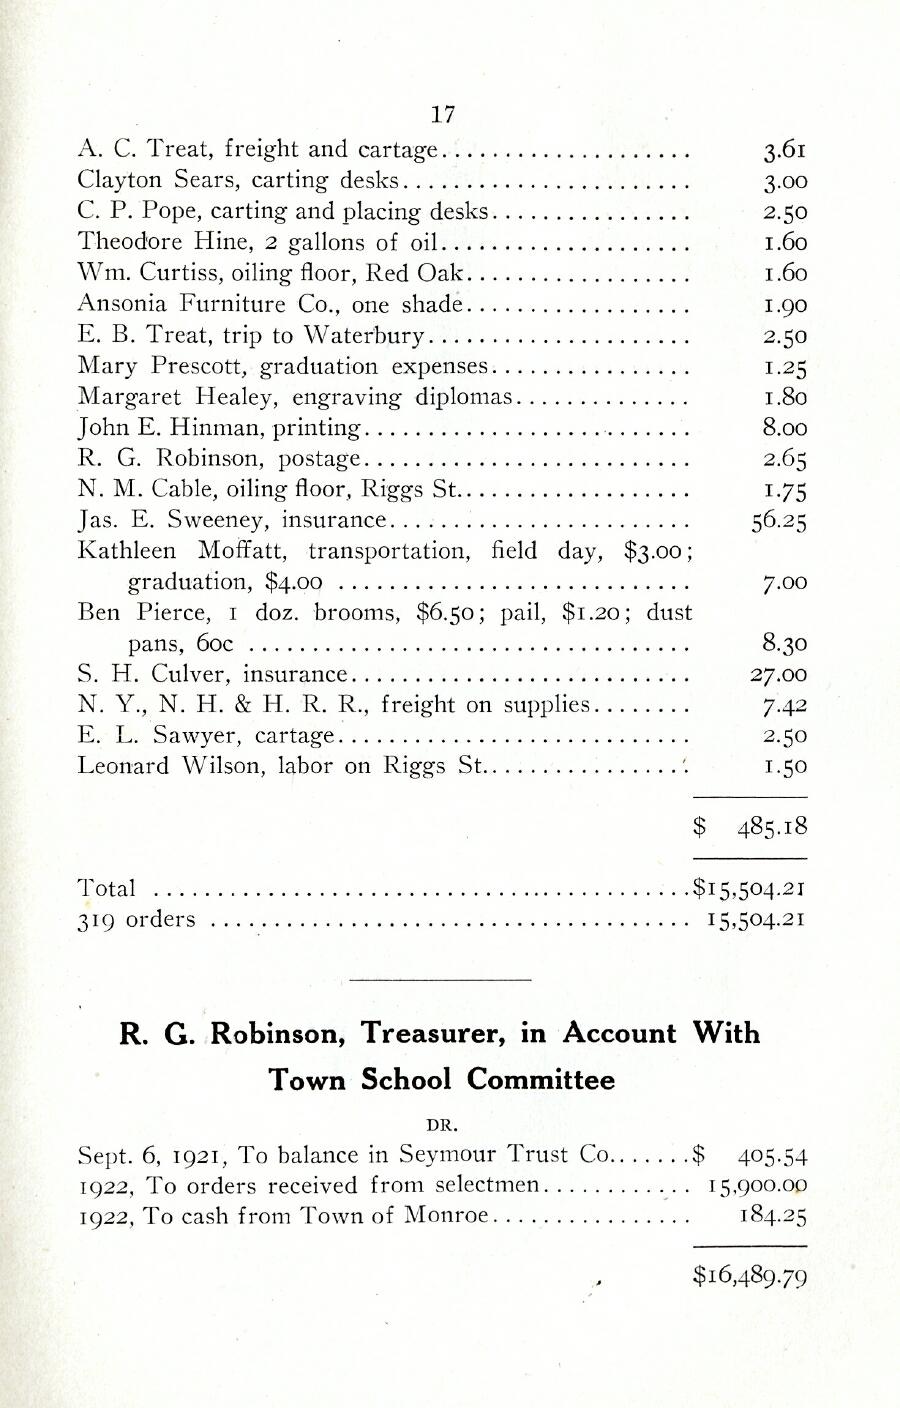 17
A. C. Treat, freight and cartage.................... 3.61
Clayton Sears, carting desks....................... 3.00
C. P. Pope, carting and placing desks................ 2.50
Theodore Hine, 2 gallons of oil.................... 1.60
Wm. Curtiss, oiling floor, Red Oak.................. 1.60
Ansonia Furniture Co., one shade.................. 1.90
E. B. Treat, trip to Waterbury..................... 2.50
Mary Prescott, graduation expenses................ 1.25
Margaret Healey, engraving diplomas.............. 1.80
John E. Hinman, printing.......................... 8.00
R. G. Robinson, postage.......................... 2.65
N. M. Cable, oiling floor, Riggs St................... 1.75
Jas. E. Sweeney, insurance........................ 56.25
Kathleen Moffatt, transportation, field day, $3.00;
graduation, $4.00 ............................ 7.00
Ben Pierce, 1 doz. brooms, $6.50; pail, $1.20; dust
pans, 60c ................................... 8.30
S. H. Culver, insurance........................... 27.00
N. Y., N. H. & H. R. R., freight on supplies........ 7.42
E. L. Sawyer, cartage............................ 2.50
Leonard Wilson, labor on Riggs St................. 1.50
$ 485.18
Total ...........................................$15,504.21
319 orders ...................................... 15,504.21
R. G. Robinson, Treasurer, in Account With
Town School Committee
DR.
Sept. 6, 1921, To balance in Seymour Trust Co.......$ 405.54
1922, To orders received from selectmen............ 15,900.00
1922, To cash from Town of Monroe................ 184.25
$16,489.79